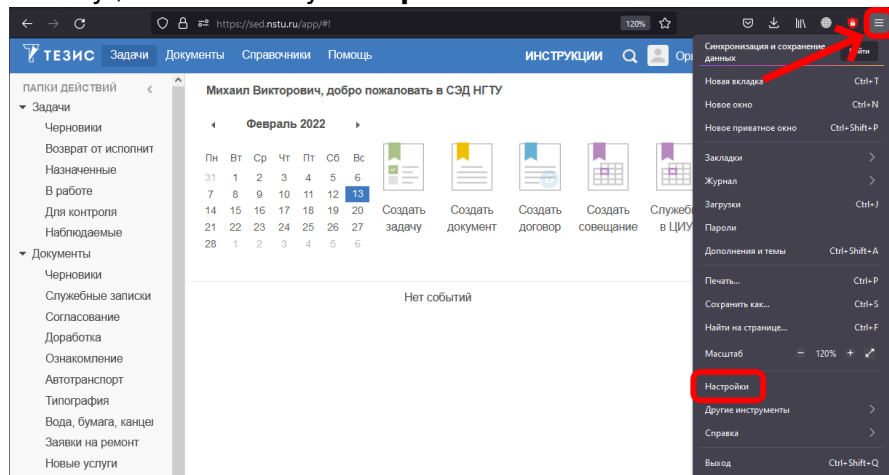 https://sed.nstu.ru/app/#! 120%
ТЕЗИС Задачи Документы Справочники Помощь ИНСТРУКЦИИ
ПАПКИ ДЕЙСТВИЙ
Задачи
Черновики
Возврат от исполнит
Назначенные
В работе
Для контроля
Наблюдаемые
Документы
Черновики
Служебные записки
Согласование
Доработка
Ознакомление
Автотранспорт
Типография
Вода, бумага, канцел
Заявки на ремонт
Новые услуги
Михаил Викторович, добро пожаловать в СЭД НГТУ
Февраль 2022
Пн Вт Ср Чт Пт Сб Вс
31 1 2 3 4 5 6
7 8 9 10 11 12 13
14 15 16 17 18 19 20
21 22 23 24 25 26 27
28 1 2 3 4 5 6
Создать задачу
Создать документ
Создать договор
Создать совещание
Служеб
в ЦИУ
Нет событий
Синхронизация и сохранение
данных
Новая вкладка Ctrl+T
Новое окно Ctrl+N
Новое приватное окно Ctrl+Shift+P
Закладки
Журнал
Загрузки Ctrl+J
Пароли
Дополнения и темы Ctrl+Shift+A
Печать... Ctrl+P
Сохранить как... Ctrl+S
Найти на странице... Ctrl+F
Масштаб − 120% +
Настройки
Другие инструменты
Справка
Выход Ctrl+Shift+Q